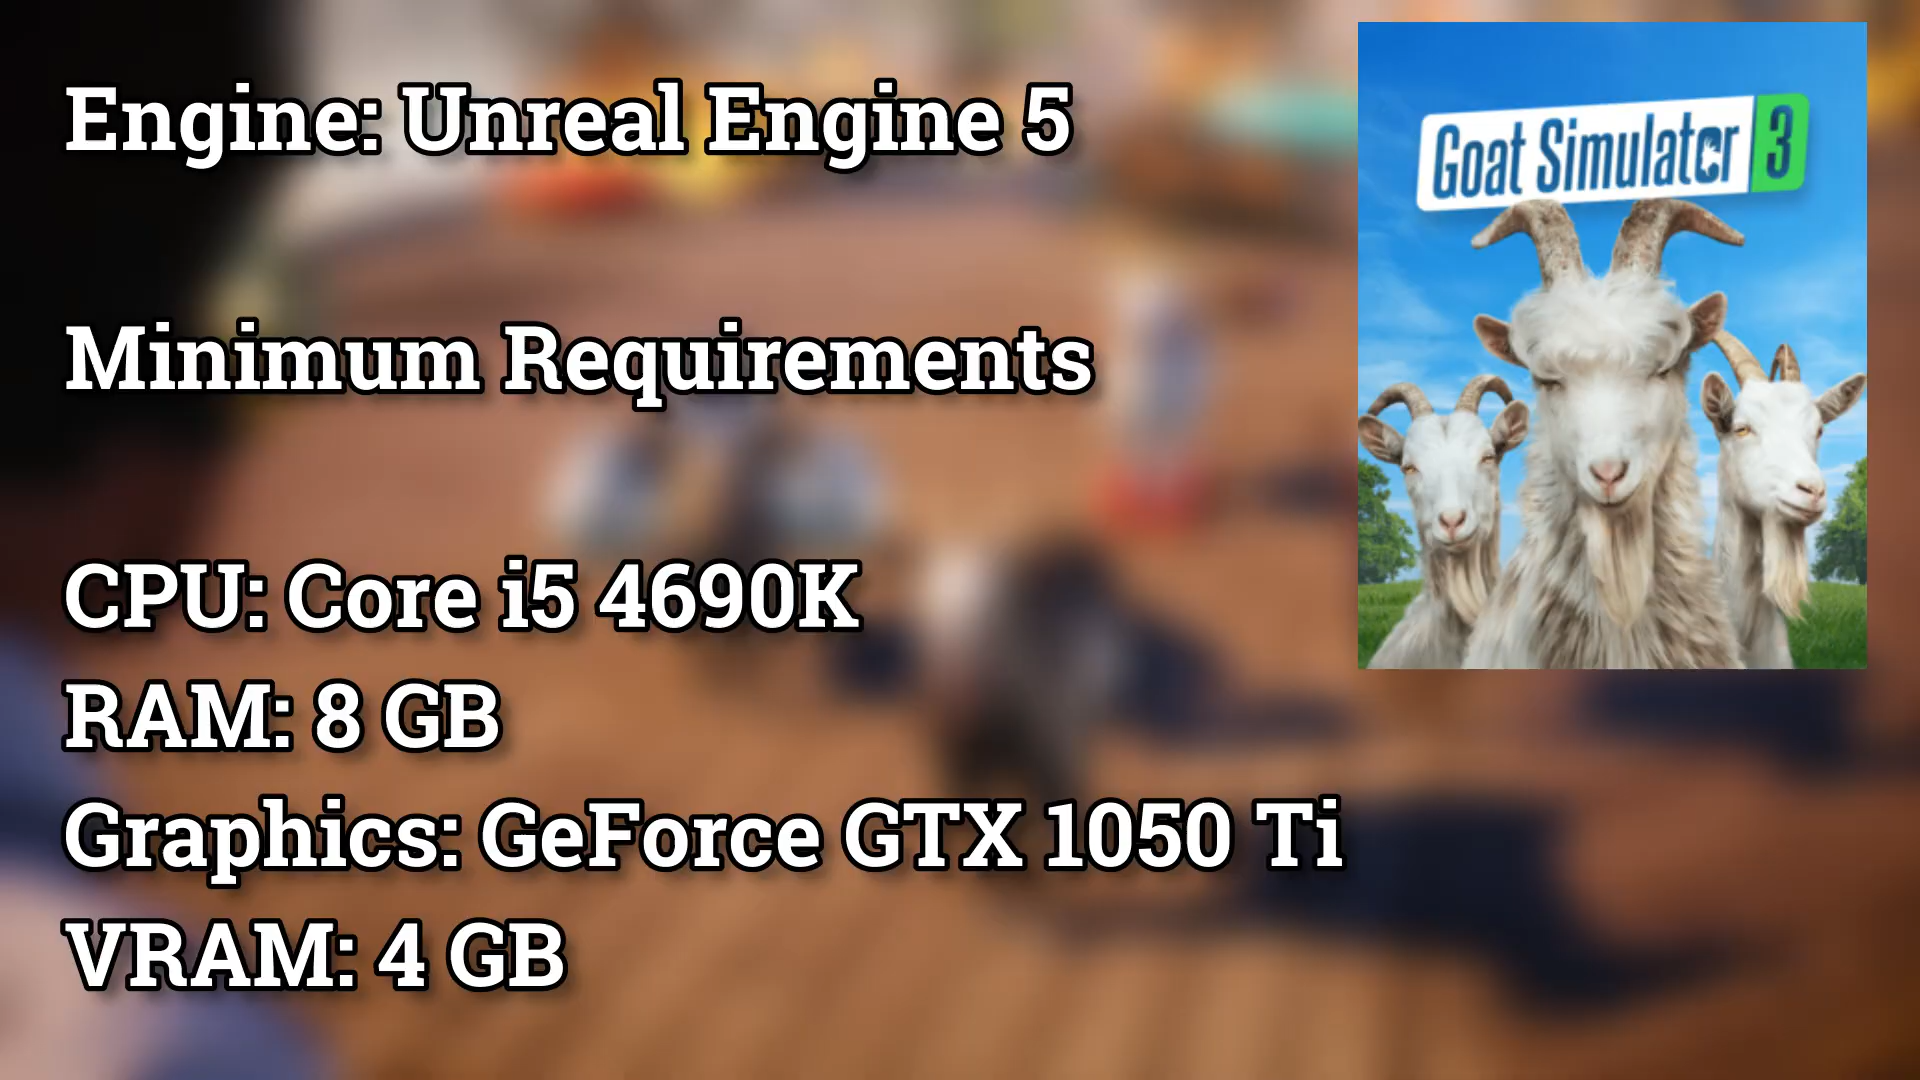 Engine: Unreal Engine 5
Goat Simulator 3
Minimum Requirements
CPU: Core i5 4690K
RAM: 8 GB
Graphics: GeForce GTX 1050 Ti
VRAM: 4 GB